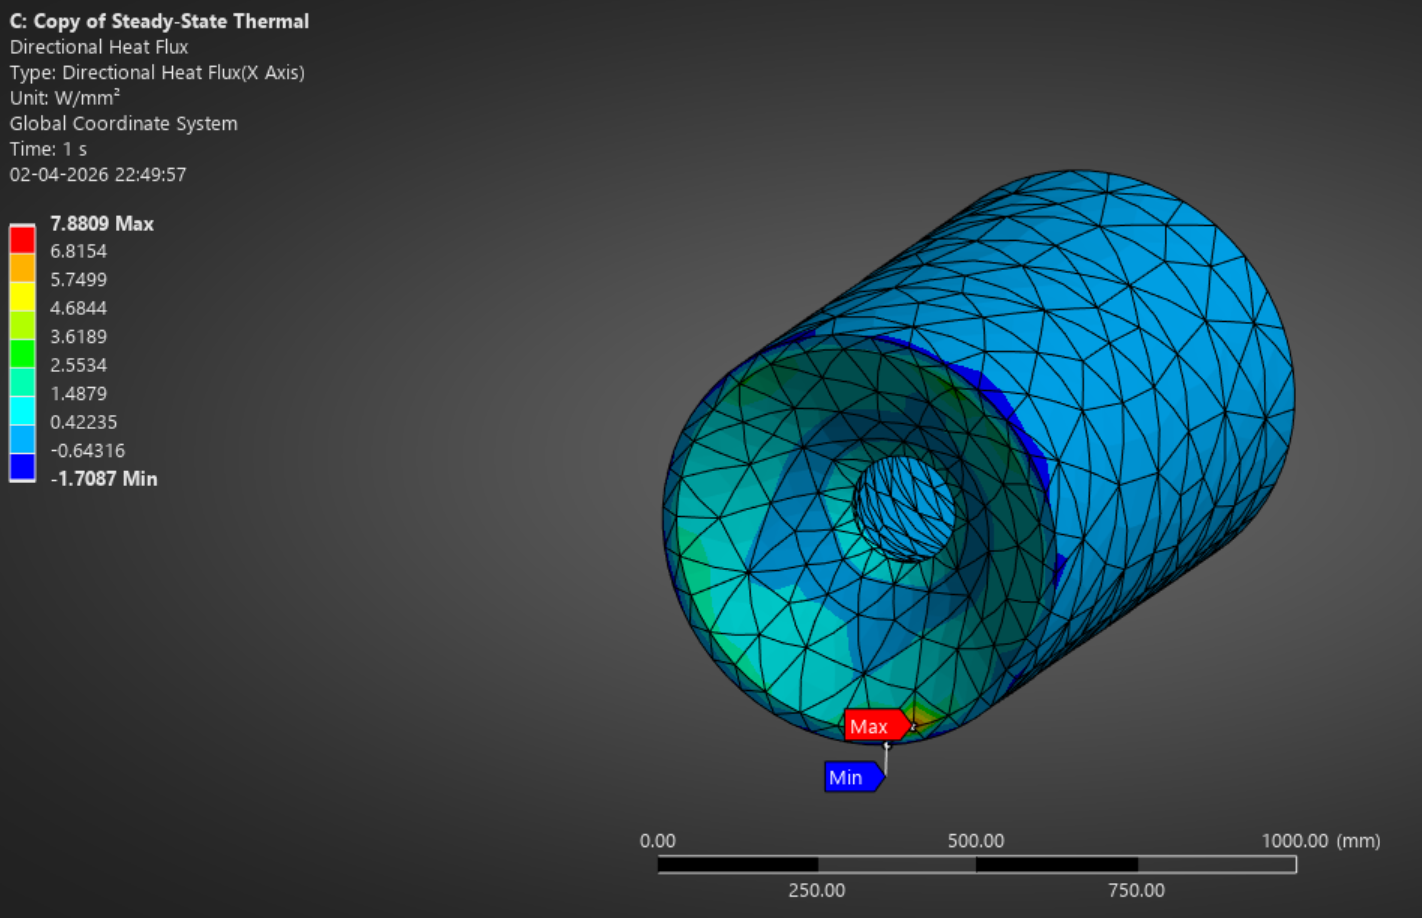 C: Copy of Steady-State Thermal
Directional Heat Flux
Type: Directional Heat Flux(X Axis)
Unit: W/mm²
Global Coordinate System
Time: 1 s
02-04-2026 22:49:57
7.8809 Max
6.8154
5.7499
4.6844
3.6189
2.5534
1.4879
0.42235
-0.64316
-1.7087 Min
Max
Min
0.00 500.00 1000.00 (mm)
250.00 750.00